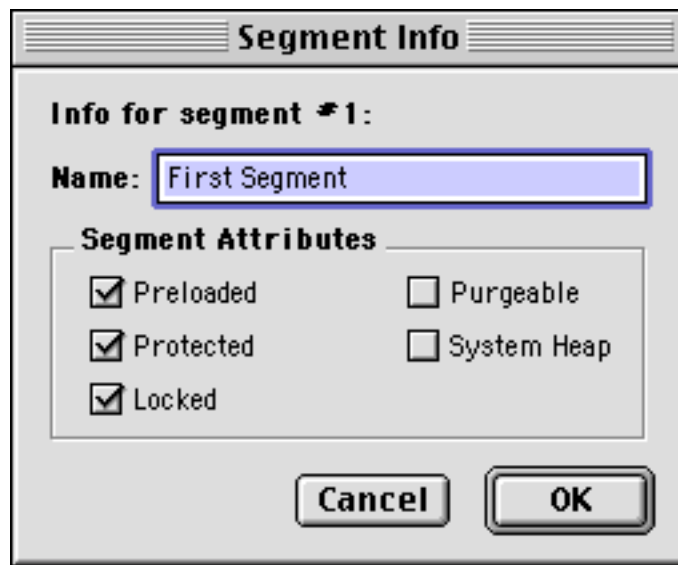 Segment Info
Info for segment #1:
Name: First Segment
Segment Attributes
Preloaded Purgeable
Protected System Heap
Locked
Cancel OK